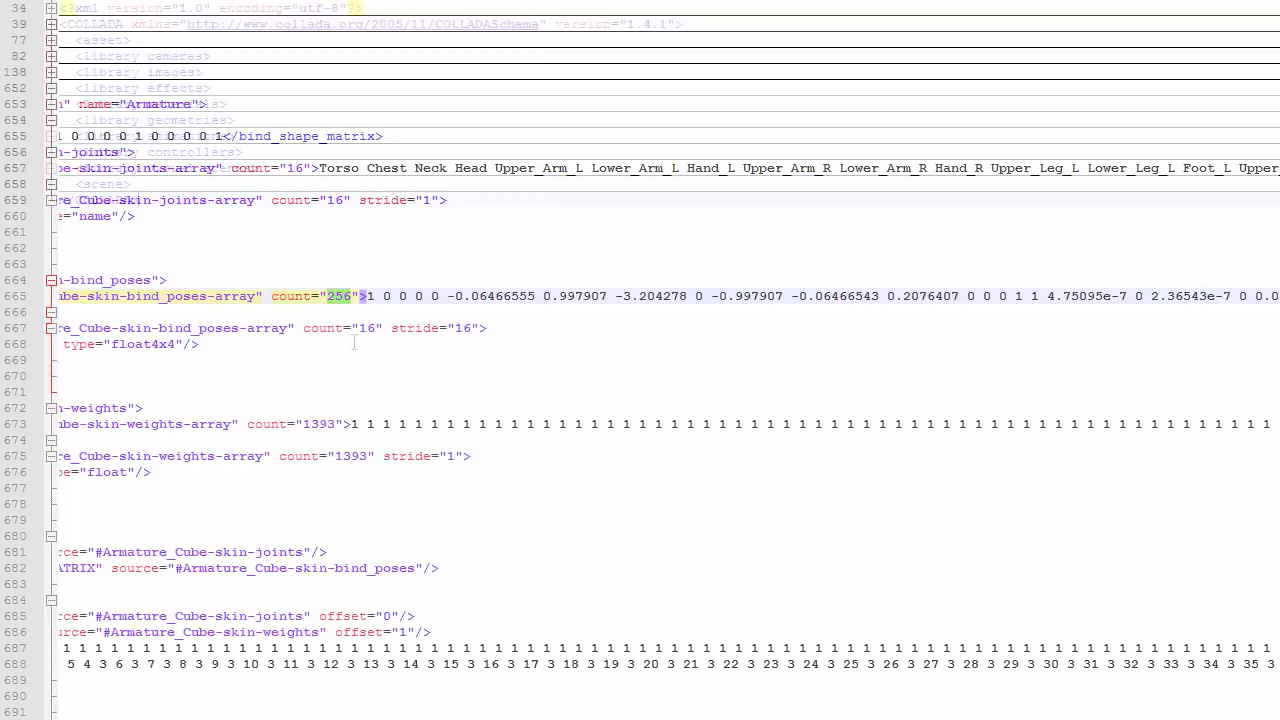 34 <?xml version="1.0" encoding="utf-8"?>
39 <COLLADA xmlns="http://www.collada.org/2005/11/COLLADASchema" version="1.4.1">
77 <asset>
82 <library cameras>
138 <library images>
652 <library effects>
653 n" name="Armature">
654 <library geometries>
655 1 0 0 0 0 1 0 0 0 0 1</bind_shape_matrix>
656 n-joints"> controllers>
657 be-skin-joints-array" count="16">Torso Chest Neck Head Upper_Arm_L Lower_Arm_L Hand_L Upper_Arm_R Lower_Arm_R Hand_R Upper_Leg_L Lower_Leg_L Foot_L Upper
658 <scene>
659 e_Cube-skin-joints-array" count="16" stride="1">
660 e="name"/>
661
662
663
664 n-bind_poses">
665 ube-skin-bind_poses-array" count="256">1 0 0 0 0 -0.06466555 0.997907 -3.204278 0 -0.997907 -0.06466543 0.2076407 0 0 0 1 1 4.75095e-7 0 2.36543e-7 0 0.0
666
667 re_Cube-skin-bind_poses-array" count="16" stride="16">
668 type="float4x4"/>
669
670
671
672 n-weights">
673 ube-skin-weights-array" count="1393">1 1 1 1 1 1 1 1 1 1 1 1 1 1 1 1 1 1 1 1 1 1 1 1 1 1 1 1 1 1 1 1 1 1 1 1 1 1 1 1 1 1 1 1 1 1 1 1 1 1 1 1 1 1 1 1 1 1
674
675 re_Cube-skin-weights-array" count="1393" stride="1">
676 pe="float"/>
677
678
679
680
681 rce="#Armature_Cube-skin-joints"/>
682 ATRIX" source="#Armature_Cube-skin-bind_poses"/>
683
684
685 rce="#Armature_Cube-skin-joints" offset="0"/>
686 urce="#Armature_Cube-skin-weights" offset="1"/>
687 1 1 1 1 1 1 1 1 1 1 1 1 1 1 1 1 1 1 1 1 1 1 1 1 1 1 1 1 1 1 1 1 1 1 1 1 1 1 1 1 1 1 1 1 1 1 1 1 1 1 1 1 1 1 1 1 1 1 1 1 1 1 1 1 1 1 1 1 1 1 1 1 1 1 1 1
688 5 4 3 6 3 7 3 8 3 9 3 10 3 11 3 12 3 13 3 14 3 15 3 16 3 17 3 18 3 19 3 20 3 21 3 22 3 23 3 24 3 25 3 26 3 27 3 28 3 29 3 30 3 31 3 32 3 33 3 34 3 35 3
689
690
691